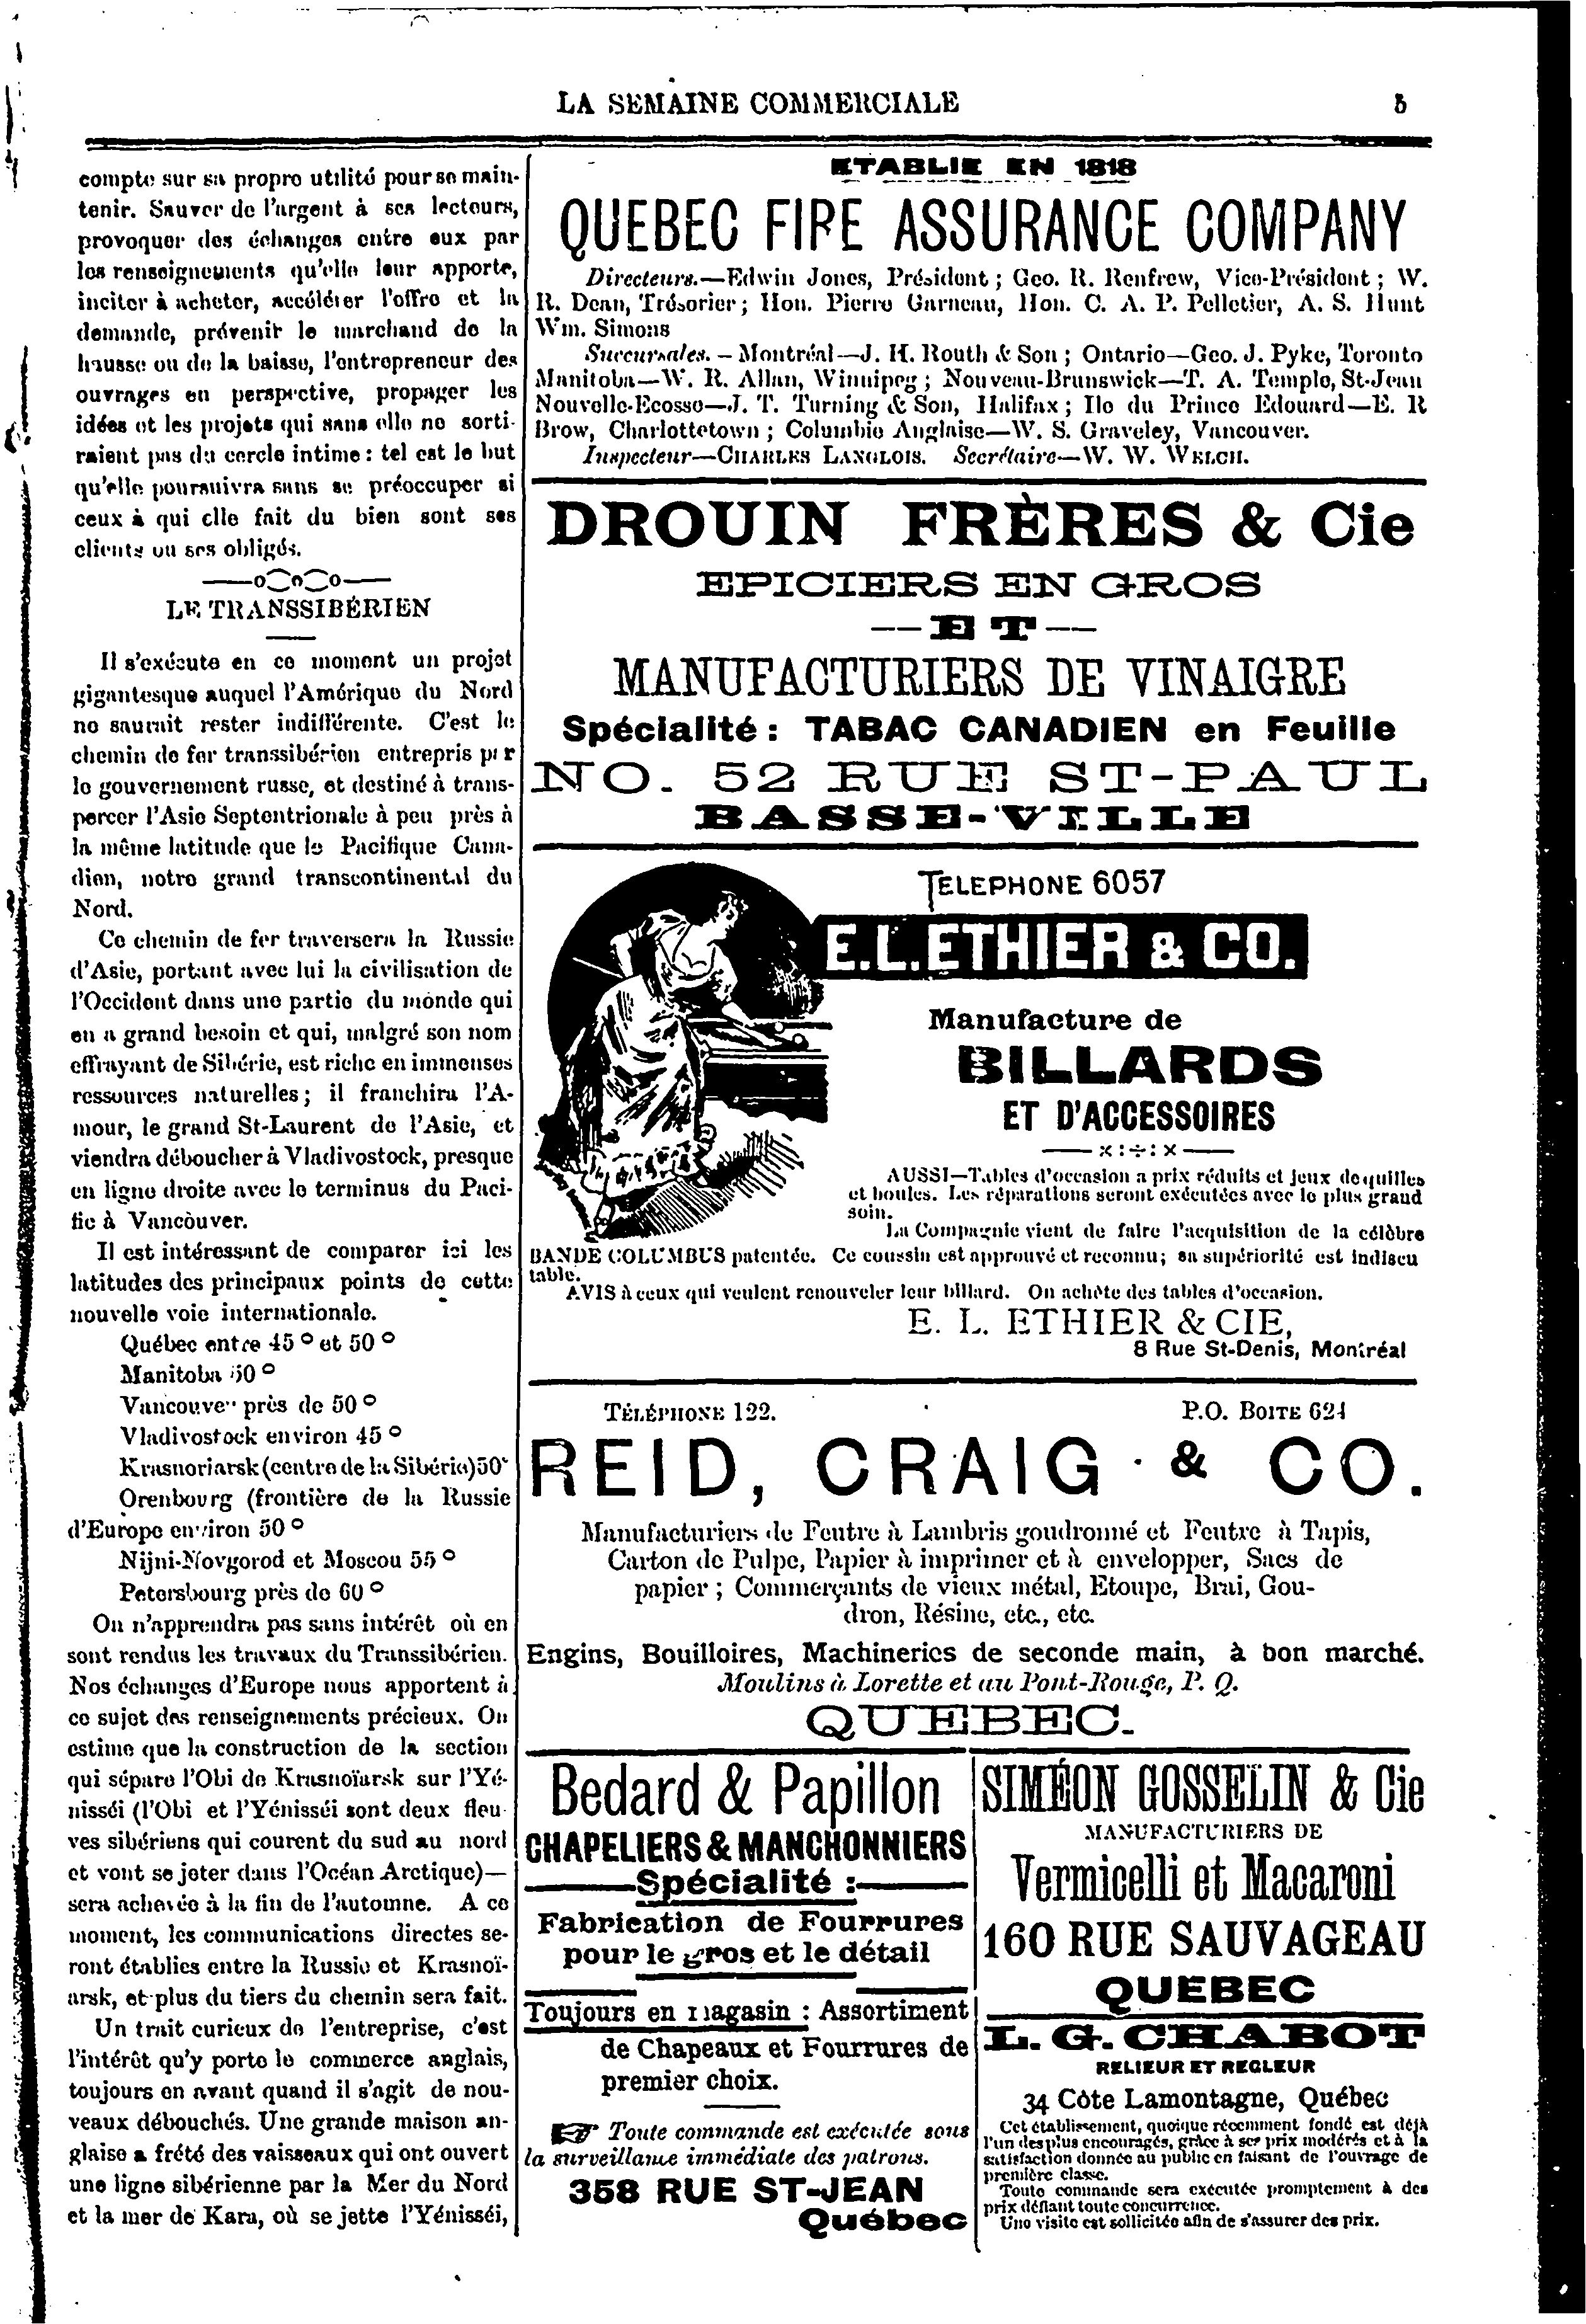 LA SEMAINE COMMERCIALE 5
compte sur sa propre utilité pour se main-
tenir. Sauver de l'argent à ses lecteurs,
provoquer des échanges entre eux par
les renseignements qu'elle leur apporte,
inciter à acheter, accélérer l'offre et la
demande, prévenir le marchand de la
hausse ou de la baisse, l'entrepreneur des
ouvrages en perspective, propager les
idées et les projets qui sans elle ne sorti-
raient pas du cercle intime : tel est le but
qu'elle poursuivra sans se préoccuper si
ceux à qui elle fait du bien sont ses
clients ou ses obligés.
LE TRANSSIBÉRIEN
Il s'exécute en ce moment un projet
gigantesque auquel l'Amérique du Nord
ne saurait rester indifférente. C'est le
chemin de fer transsibérien entrepris par
le gouvernement russe, et destiné à trans-
percer l'Asie Septentrionale à peu près à
la même latitude que le Pacifique Cana-
dien, notre grand transcontinental du
Nord.
Ce chemin de fer traversera la Russie
d'Asie, portant avec lui la civilisation de
l'Occident dans une partie du monde qui
en a grand besoin et qui, malgré son nom
effrayant de Sibérie, est riche en immenses
ressources naturelles ; il franchira l'A-
mour, le grand St-Laurent de l'Asie, et
viendra déboucher à Vladivostock, presque
en ligne droite avec le terminus du Paci-
fic à Vancouver.
Il est intéressant de comparer ici les
latitudes des principaux points de cette
nouvelle voie internationale.
Québec entre 45° et 50°
Manitoba 50°
Vancouver près de 50°
Vladivostock environ 45°
Krasnoriarsk (centre de la Sibérie) 50°
Orenbourg (frontière de la Russie
d'Europe environ 50°
Nijni-Novgorod et Moscou 55°
Petersbourg près de 60°
On n'apprendra pas sans intérêt où en
sont rendus les travaux du Transsibérien.
Nos échanges d'Europe nous apportent à
ce sujet des renseignements précieux. On
estime que la construction de la section
qui sépare l'Obi de Krasnoïarsk sur l'Yé-
nisséi (l'Obi et l'Yénisséi sont deux fleu-
ves sibériens qui courent du sud au nord
et vont se jeter dans l'Océan Arctique)—
sera achevée à la fin de l'automne. A ce
moment, les communications directes se-
ront établies entre la Russie et Krasnoï-
arsk, et plus du tiers du chemin sera fait.
Un trait curieux de l'entreprise, c'est
l'intérêt qu'y porte le commerce anglais,
toujours en avant quand il s'agit de nou-
veaux débouchés. Une grande maison an-
glaise a frété des vaisseaux qui ont ouvert
une ligne sibérienne par la Mer du Nord
et la mer de Kara, où se jette l'Yénisséi,
ETABLIE EN 1818
QUEBEC FIRE ASSURANCE COMPANY
Directeurs.—Edwin Jones, Président ; Geo. R. Renfrew, Vice-Président ; W.
R. Dean, Trésorier ; Hon. Pierre Garneau, Hon. C. A. P. Pelletier, A. S. Hunt
Wm. Simons
Succursales. – Montréal—J. H. Routh & Son ; Ontario—Geo. J. Pyke, Toronto
Manitoba—W. R. Allan, Winnipeg ; Nouveau-Brunswick—T. A. Temple, St-Jean
Nouvelle-Ecosse—J. T. Turning & Son, Halifax ; Ile du Prince Edouard—E. R
Brow, Charlottetown ; Columbie Anglaise—W. S. Graveley, Vancouver.
Inspecteur—CHARLES LANGLOIS. Secrétaire—W. W. WELCH.
DROUIN FRÈRES & Cie
EPICIERS EN GROS
—ET—
MANUFACTURIERS DE VINAIGRE
Spécialité : TABAC CANADIEN en Feuille
NO. 52 RUE ST-PAUL
BASSE-VILLE
TELEPHONE 6057
E.L.ETHIER & CO.
Manufacture de
BILLARDS
ET D'ACCESSOIRES
AUSSI—Tables d'occasion a prix réduits et jeux de quilles
et boules. Les réparations seront exécutées avec le plus grand
soin.
La Compagnie vient de faire l'acquisition de la célèbre
BANDE COLUMBUS patentée. Ce coussin est approuvé et reconnu; sa supériorité est indiscu
table.
AVIS à ceux qui veulent renouveler leur billard. On achète des tables d'occasion.
E. L. ETHIER & CIE,
8 Rue St-Denis, Montréal
TÉLÉPHONE 122. P.O. BOITE 624
REID, CRAIG & CO.
Manufacturiers de Feutre à Lambris goudronné et Feutre à Tapis,
Carton de Pulpe, Papier à imprimer et à envelopper, Sacs de
papier ; Commerçants de vieux métal, Etoupe, Brai, Gou-
dron, Résine, etc., etc.
Engins, Bouilloires, Machineries de seconde main, à bon marché.
Moulins à Lorette et au Pont-Rouge, P. Q.
QUEBEC.
Bedard & Papillon
CHAPELIERS & MANCHONNIERS
Spécialité :
Fabrication de Fourrures
pour le gros et le détail
Toujours en magasin : Assortiment
de Chapeaux et Fourrures de
premier choix.
Toute commande est exécutée sous
la surveillance immédiate des patrons.
358 RUE ST-JEAN
Québec
SIMÉON GOSSELIN & Cie
MANUFACTURIERS DE
Vermicelli et Macaroni
160 RUE SAUVAGEAU
QUEBEC
L. G. CHABOT
RELIEUR ET REGLEUR
34 Côte Lamontagne, Québec
Cet établissement, quoique récemment fondé est déjà
l'un des plus encouragés, grâce à ses prix modérés et à la
satisfaction donnée au public en faisant de l'ouvrage de
première classe.
Toute commande sera exécutée promptement à des
prix défiant toute concurrence.
Une visite est sollicitée afin de s'assurer des prix.